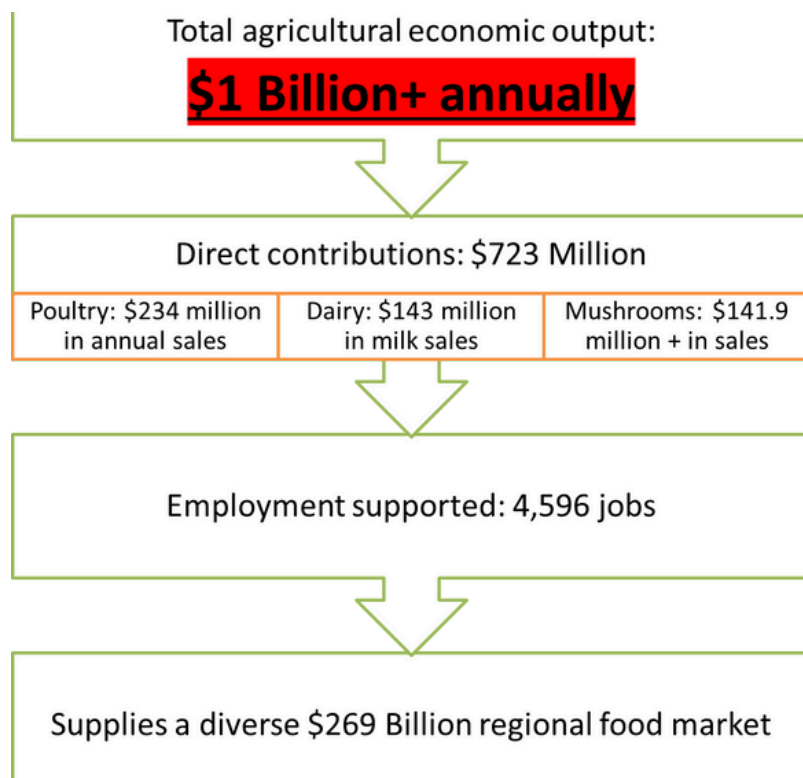 Total agricultural economic output:
$1 Billion+ annually
Direct contributions: $723 Million
Poultry: $234 million
in annual sales
Dairy: $143 million
in milk sales
Mushrooms: $141.9
million + in sales
Employment supported: 4,596 jobs
Supplies a diverse $269 Billion regional food market